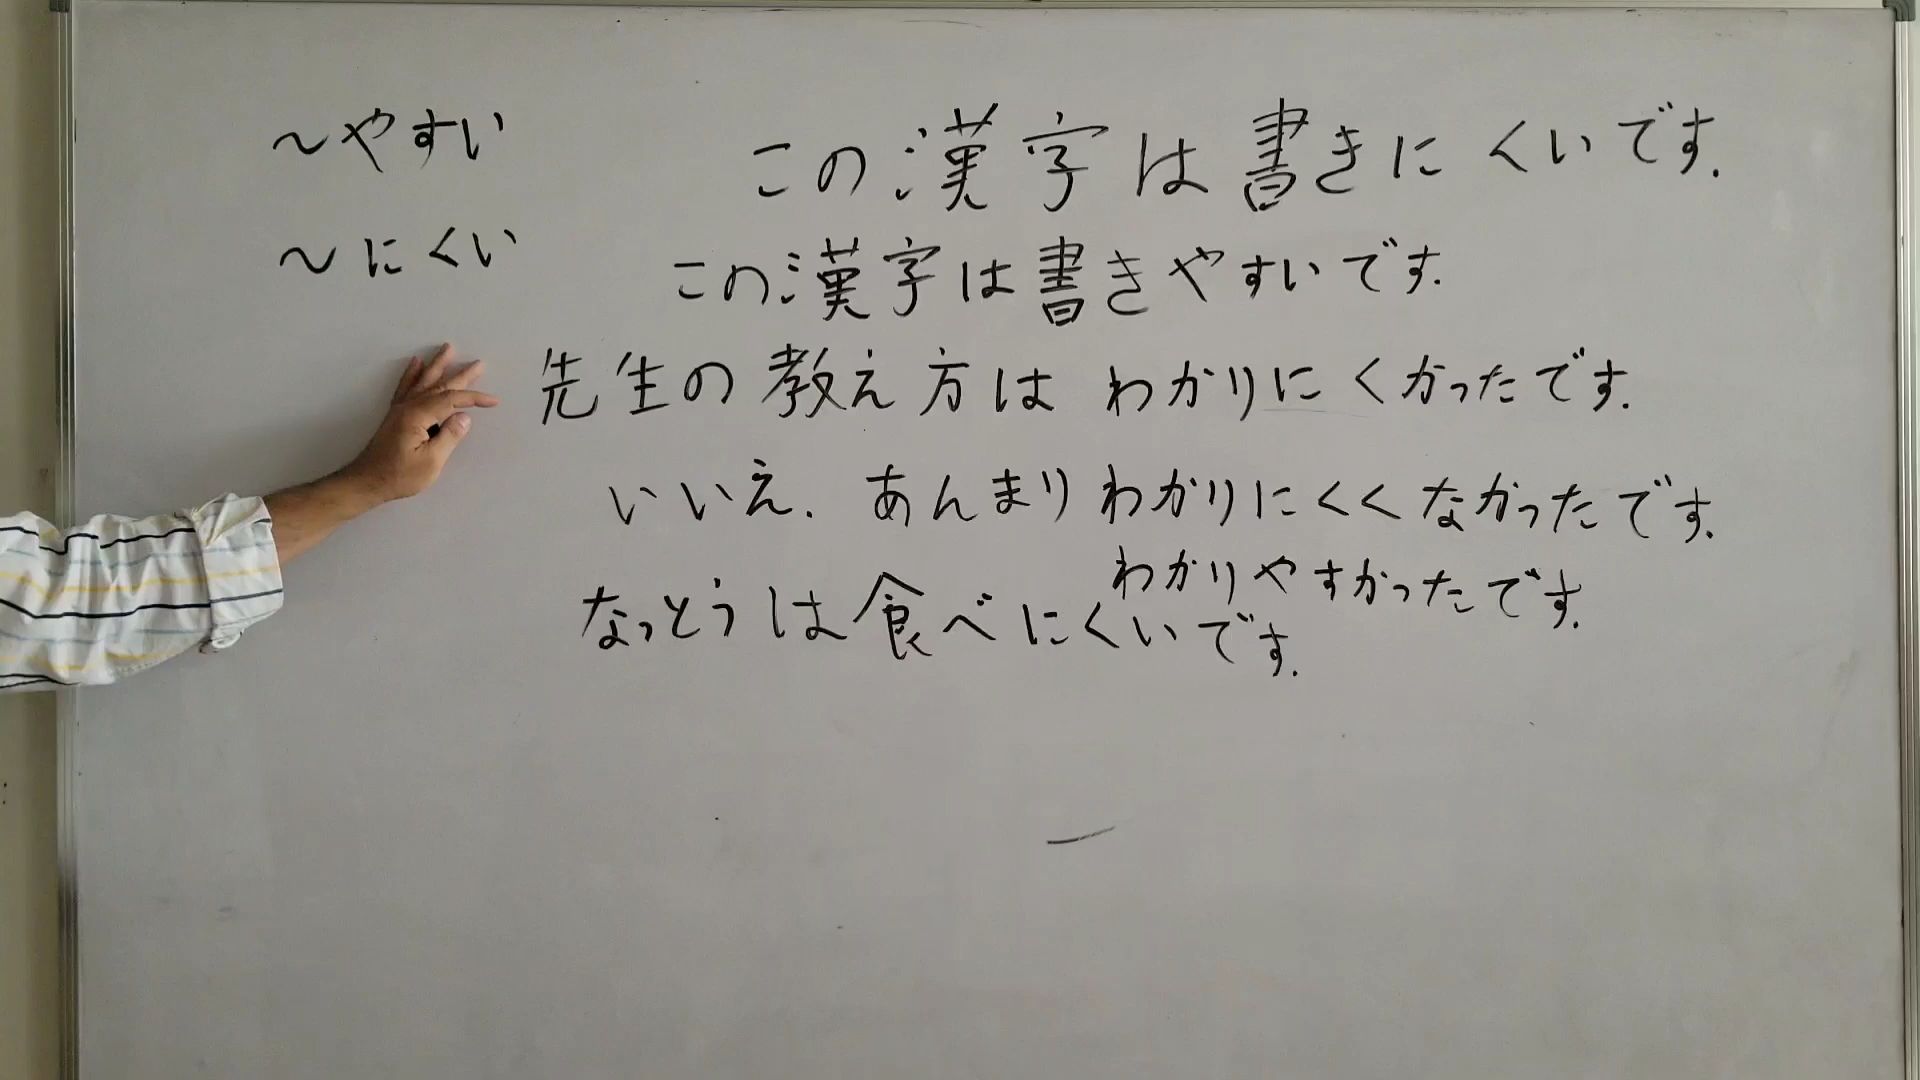 〜やすい
〜にくい
この漢字は書きにくいです.
この漢字は書きやすいです.
先生の教え方はわかりにくかったです.
いいえ.あんまりわかりにくくなかったです.
わかりやすかったです.
なっとうは食べにくいです.